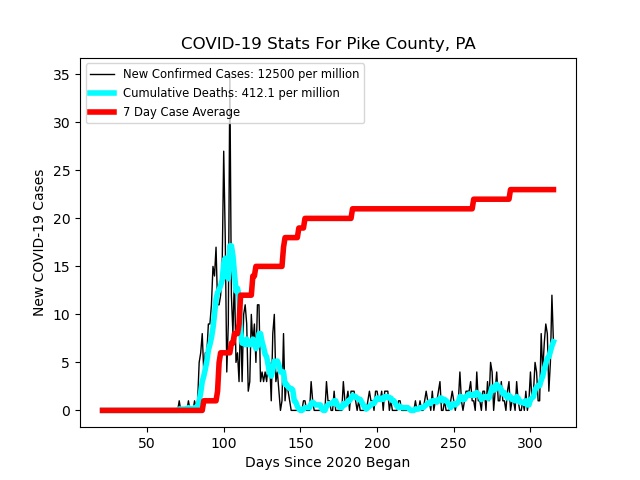 COVID-19 Stats For Pike County, PA
New Confirmed Cases: 12500 per million
Cumulative Deaths: 412.1 per million
7 Day Case Average
35
30
25
20
15
10
5
0
New COVID-19 Cases
50 100 150 200 250 300
Days Since 2020 Began